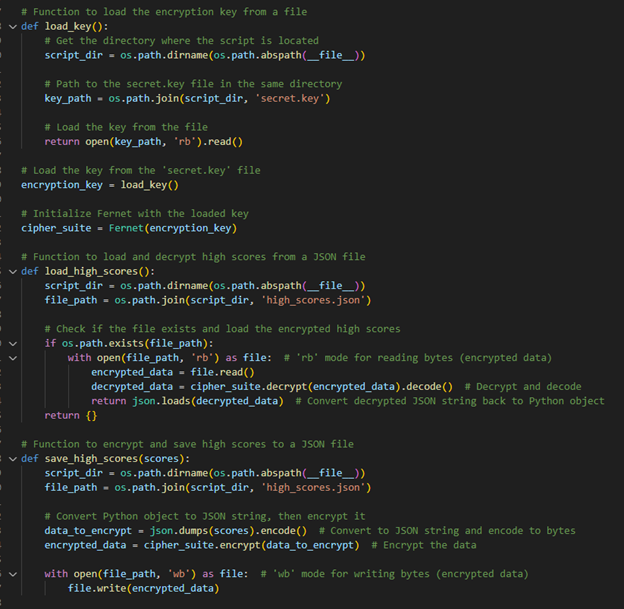 # Function to load the encryption key from a file
def load_key():
    # Get the directory where the script is located
    script_dir = os.path.dirname(os.path.abspath(__file__))

    # Path to the secret.key file in the same directory
    key_path = os.path.join(script_dir, 'secret.key')

    # Load the key from the file
    return open(key_path, 'rb').read()

# Load the key from the 'secret.key' file
encryption_key = load_key()

# Initialize Fernet with the loaded key
cipher_suite = Fernet(encryption_key)

# Function to load and decrypt high scores from a JSON file
def load_high_scores():
    script_dir = os.path.dirname(os.path.abspath(__file__))
    file_path = os.path.join(script_dir, 'high_scores.json')

    # Check if the file exists and load the encrypted high scores
    if os.path.exists(file_path):
        with open(file_path, 'rb') as file:  # 'rb' mode for reading bytes (encrypted data)
            encrypted_data = file.read()
            decrypted_data = cipher_suite.decrypt(encrypted_data).decode()  # Decrypt and decode
            return json.loads(decrypted_data)  # Convert decrypted JSON string back to Python object
    return {}

# Function to encrypt and save high scores to a JSON file
def save_high_scores(scores):
    script_dir = os.path.dirname(os.path.abspath(__file__))
    file_path = os.path.join(script_dir, 'high_scores.json')

    # Convert Python object to JSON string, then encrypt it
    data_to_encrypt = json.dumps(scores).encode()  # Convert to JSON string and encode to bytes
    encrypted_data = cipher_suite.encrypt(data_to_encrypt)  # Encrypt the data

    with open(file_path, 'wb') as file:  # 'wb' mode for writing bytes (encrypted data)
        file.write(encrypted_data)